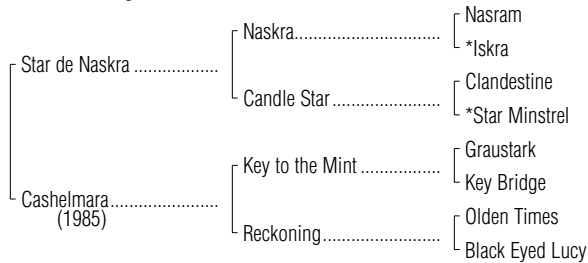 Nasram
Naskra....................................
*Iskra
Star de Naskra ....................
Clandestine
Candle Star ............................
*Star Minstrel
Graustark
Key to the Mint ...................
Key Bridge
Cashelmara.........................
(1985)
Olden Times
Reckoning..............................
Black Eyed Lucy